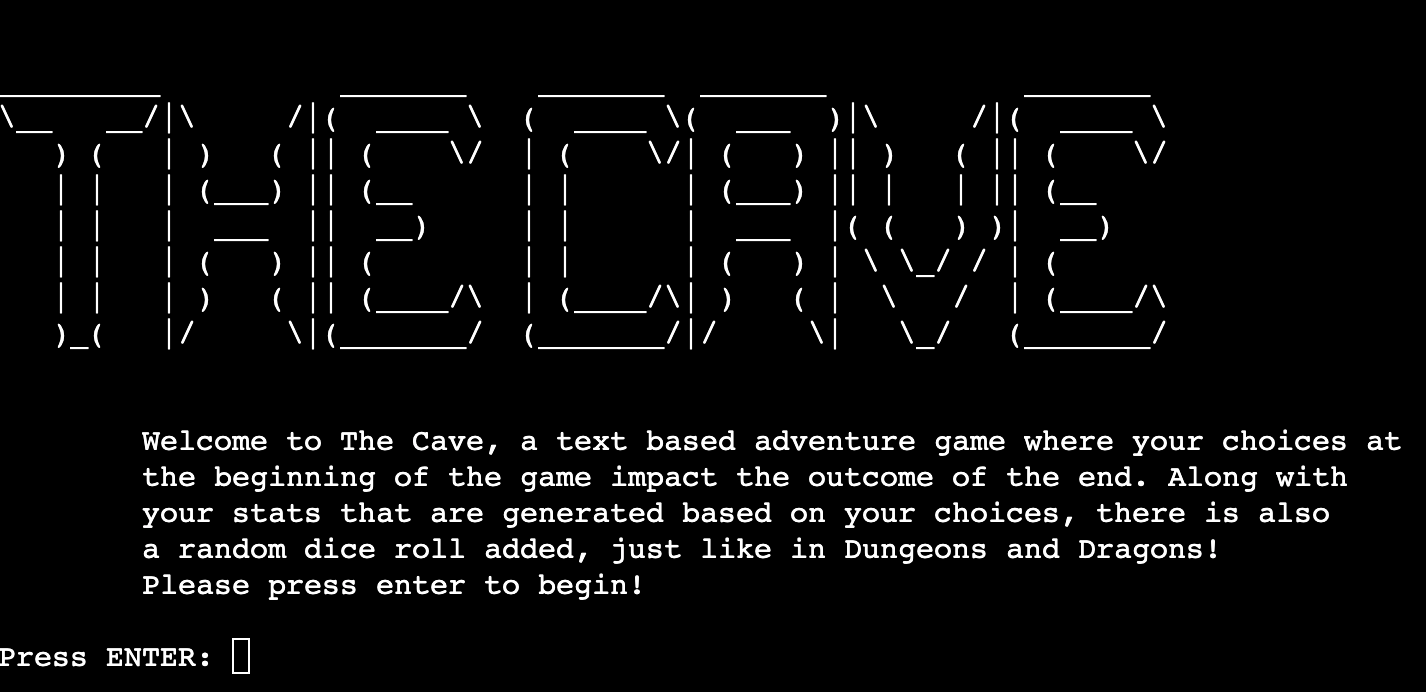 THE CAVE
Welcome to The Cave, a text based adventure game where your choices at
the beginning of the game impact the outcome of the end. Along with
your stats that are generated based on your choices, there is also
a random dice roll added, just like in Dungeons and Dragons!
Please press enter to begin!
Press ENTER: